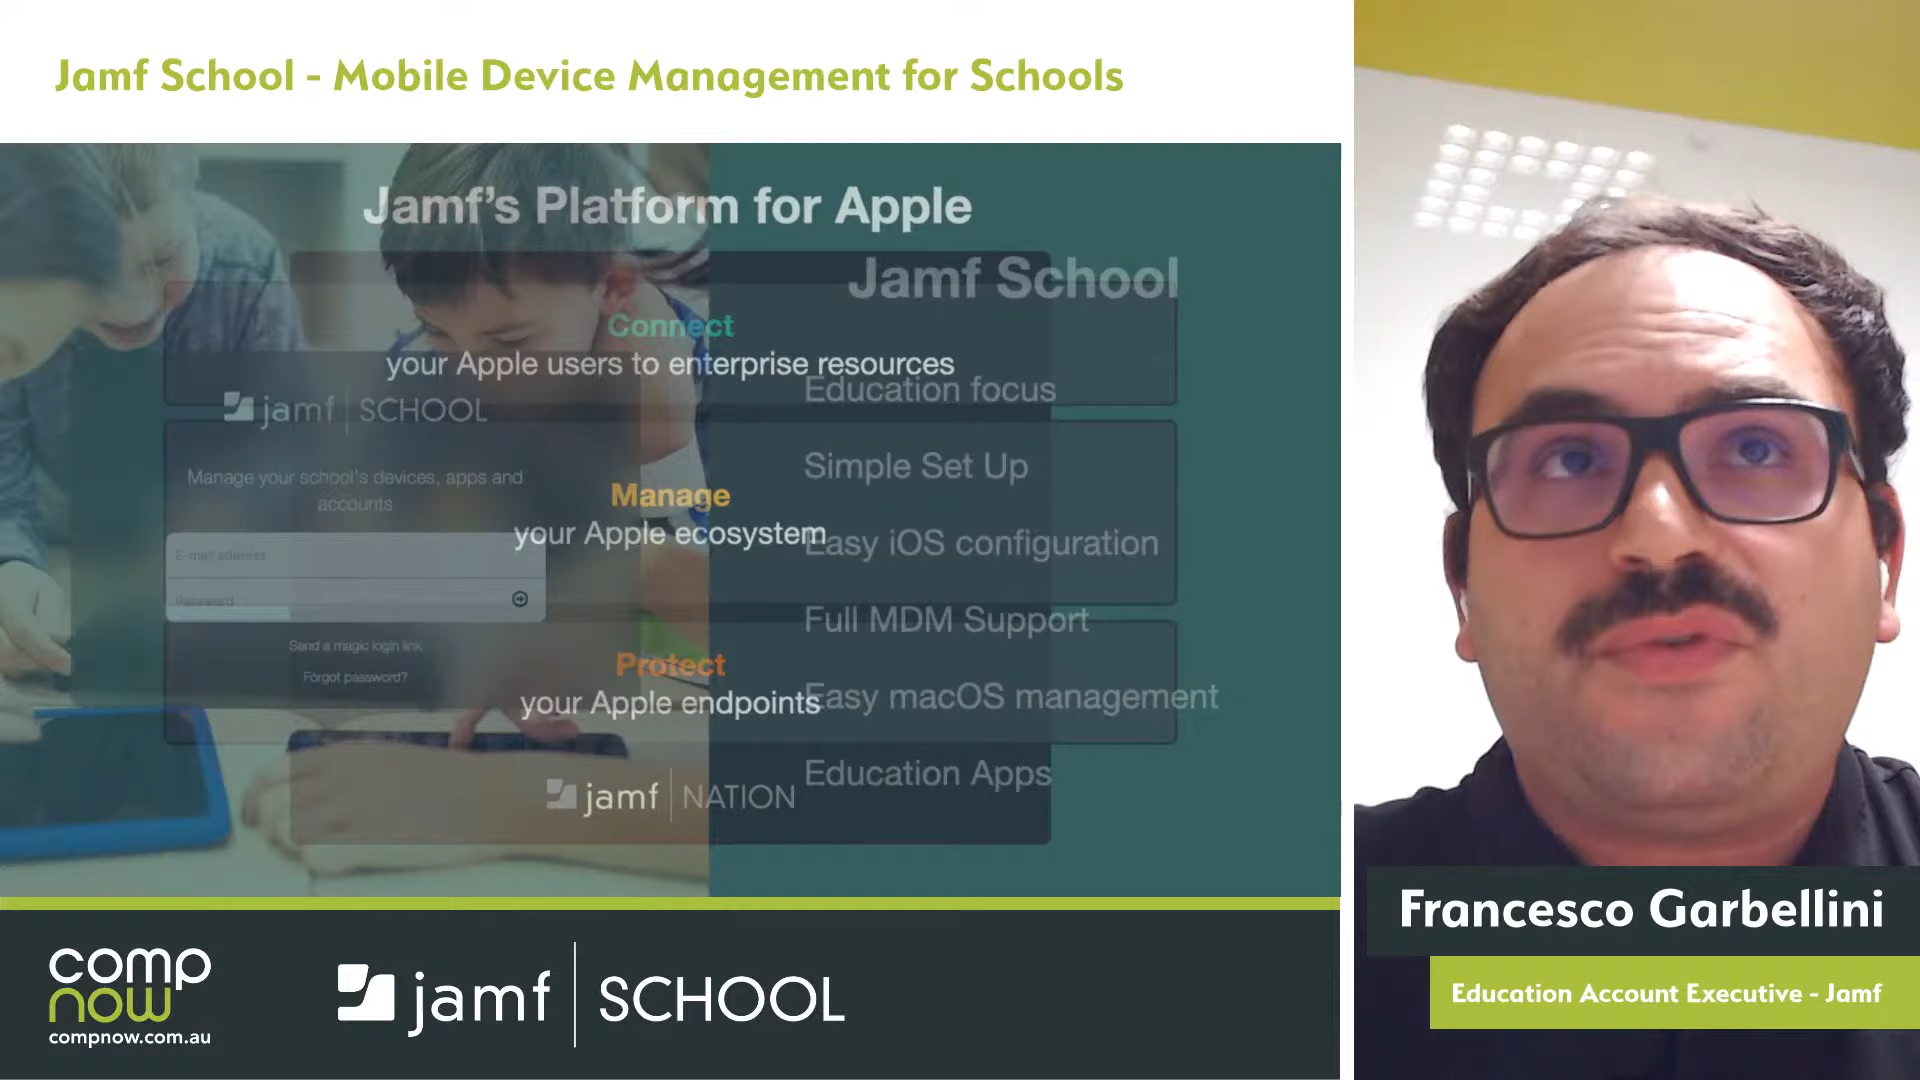 Jamf School - Mobile Device Management for Schools
Jamf's Platform for Apple
Connect
your Apple users to enterprise resources
Manage
your Apple ecosystem
Protect
your Apple endpoints
jamf NATION
jamf SCHOOL
Manage your school's devices, apps and
accounts
E-mail address
Password
Send a magic login link
Forgot password?
Jamf School
Education focus
Simple Set Up
Easy iOS configuration
Full MDM Support
Easy macOS management
Education Apps
comp
now
compnow.com.au
jamf SCHOOL
Francesco Garbellini
Education Account Executive - Jamf